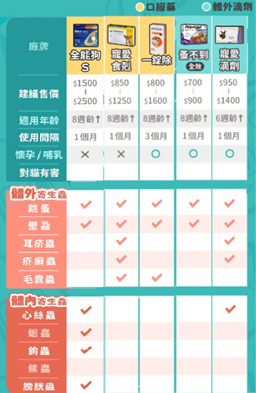 口服藥 體外滴劑
廠牌 全能狗S 寵愛食劑 一錠除 蚤不到全效 寵愛滴劑
建議售價 $1500-$2500 $850-$1250 $800-$1600 $700-$900 $950-$1400
適用年齡 8週齡↑ 8週齡↑ 8週齡↑ 8週齡↑ 6週齡↑
使用間隔 1個月 1個月 3個月 1個月 1個月
懷孕/哺乳 × × ○ ○ ○
對貓有害
體外寄生蟲
跳蚤 ✓ ✓ ✓ ✓ ✓
壁蝨 ✓ ✓ ✓ ✓ ✓
耳疥蟲 ✓ ✓
疥癬蟲 ✓ ✓
毛囊蟲 ✓ ✓
體內寄生蟲
心絲蟲 ✓ ✓
蛔蟲
鉤蟲 ✓
絛蟲
膀胱蟲 ✓